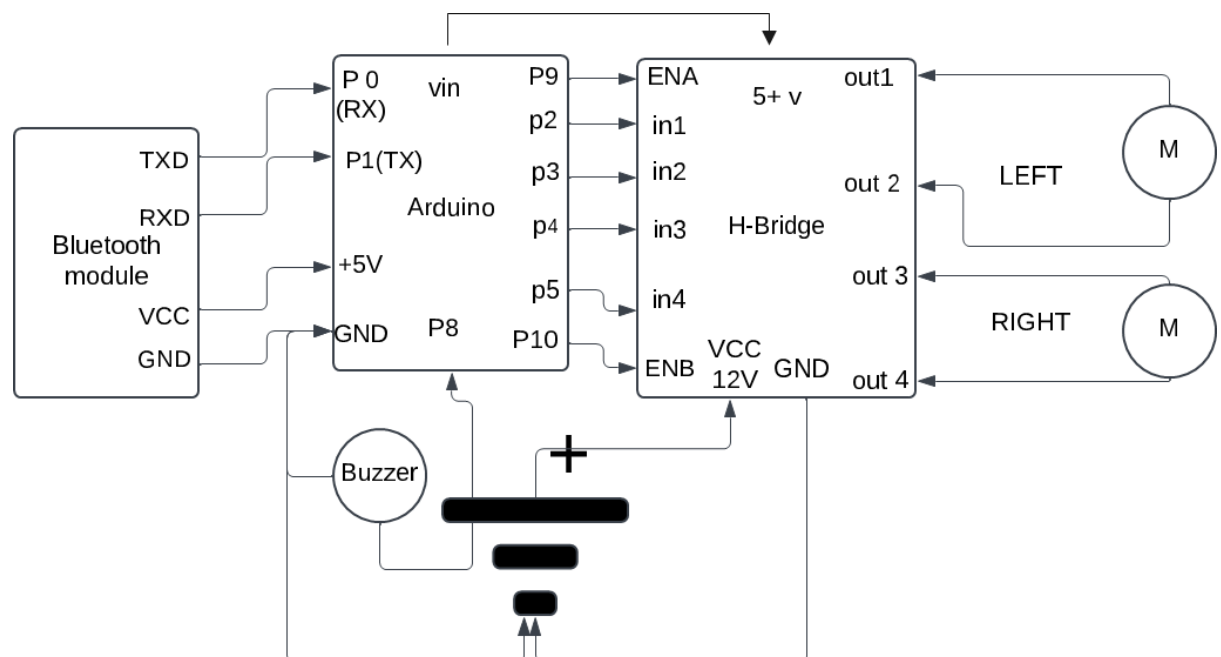 TXD
RXD
Bluetooth
module
VCC
GND
P 0
(RX)
vin
P9
P1(TX)
p2
p3
Arduino
p4
+5V
p5
GND
P8
P10
ENA
5+ v
out1
in1
in2
out 2
in3
H-Bridge
out 3
in4
ENB
VCC
12V
GND
out 4
M
LEFT
RIGHT
M
Buzzer
+